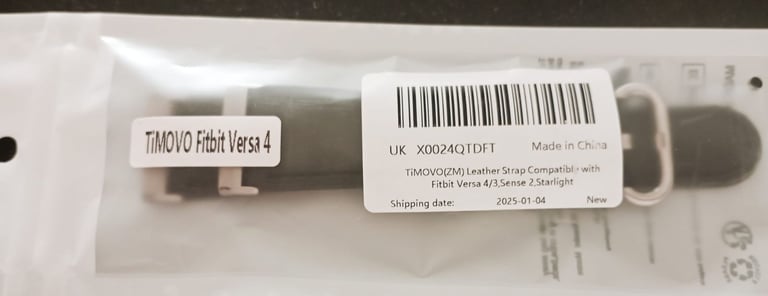 TiMOVO Fitbit Versa 4
UK X0024QTDFT Made in China
TiMOVO(ZM) Leather Strap Compatible with
Fitbit Versa 4/3,Sense 2,Starlight
Shipping date: 2025-01-04 New